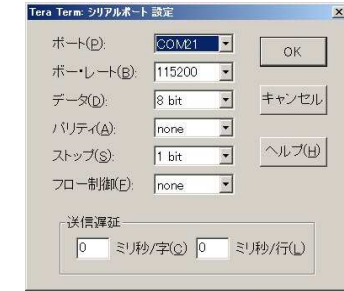 Tera Term: シリアルポート 設定
ポート(P): COM21 OK
ボー・レート(B): 115200
データ(D): 8 bit キャンセル
パリティ(A): none
ストップ(S): 1 bit ヘルプ(H)
フロー制御(F): none
送信遅延
0 ミリ秒/字(C) 0 ミリ秒/行(L)